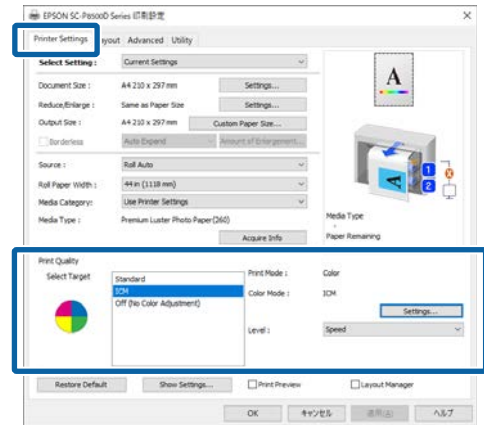 EPSON SC-P8500D Series 印刷設定
Printer Settings yout Advanced Utility
Select Setting : Current Settings
Document Size : A4 210 x 297 mm Settings...
Reduce/Enlarge : Same as Paper Size Settings...
Output Size : A4 210 x 297 mm Custom Paper Size...
Borderless Auto Expand Amount of Enlargement...
Source : Roll Auto
Roll Paper Width : 44 in (1118 mm)
Media Category: Use Printer Settings
Media Type : Premium Luster Photo Paper(260)
Acquire Info
A
A
1
2
Media Type
-
Paper Remaining
Print Quality
Select Target
Standard
ICM
Off (No Color Adjustment)
Print Mode : Color
Color Mode : ICM
Settings...
Level : Speed
Restore Default Show Settings... Print Preview Layout Manager
OK キャンセル 適用(A) ヘルプ